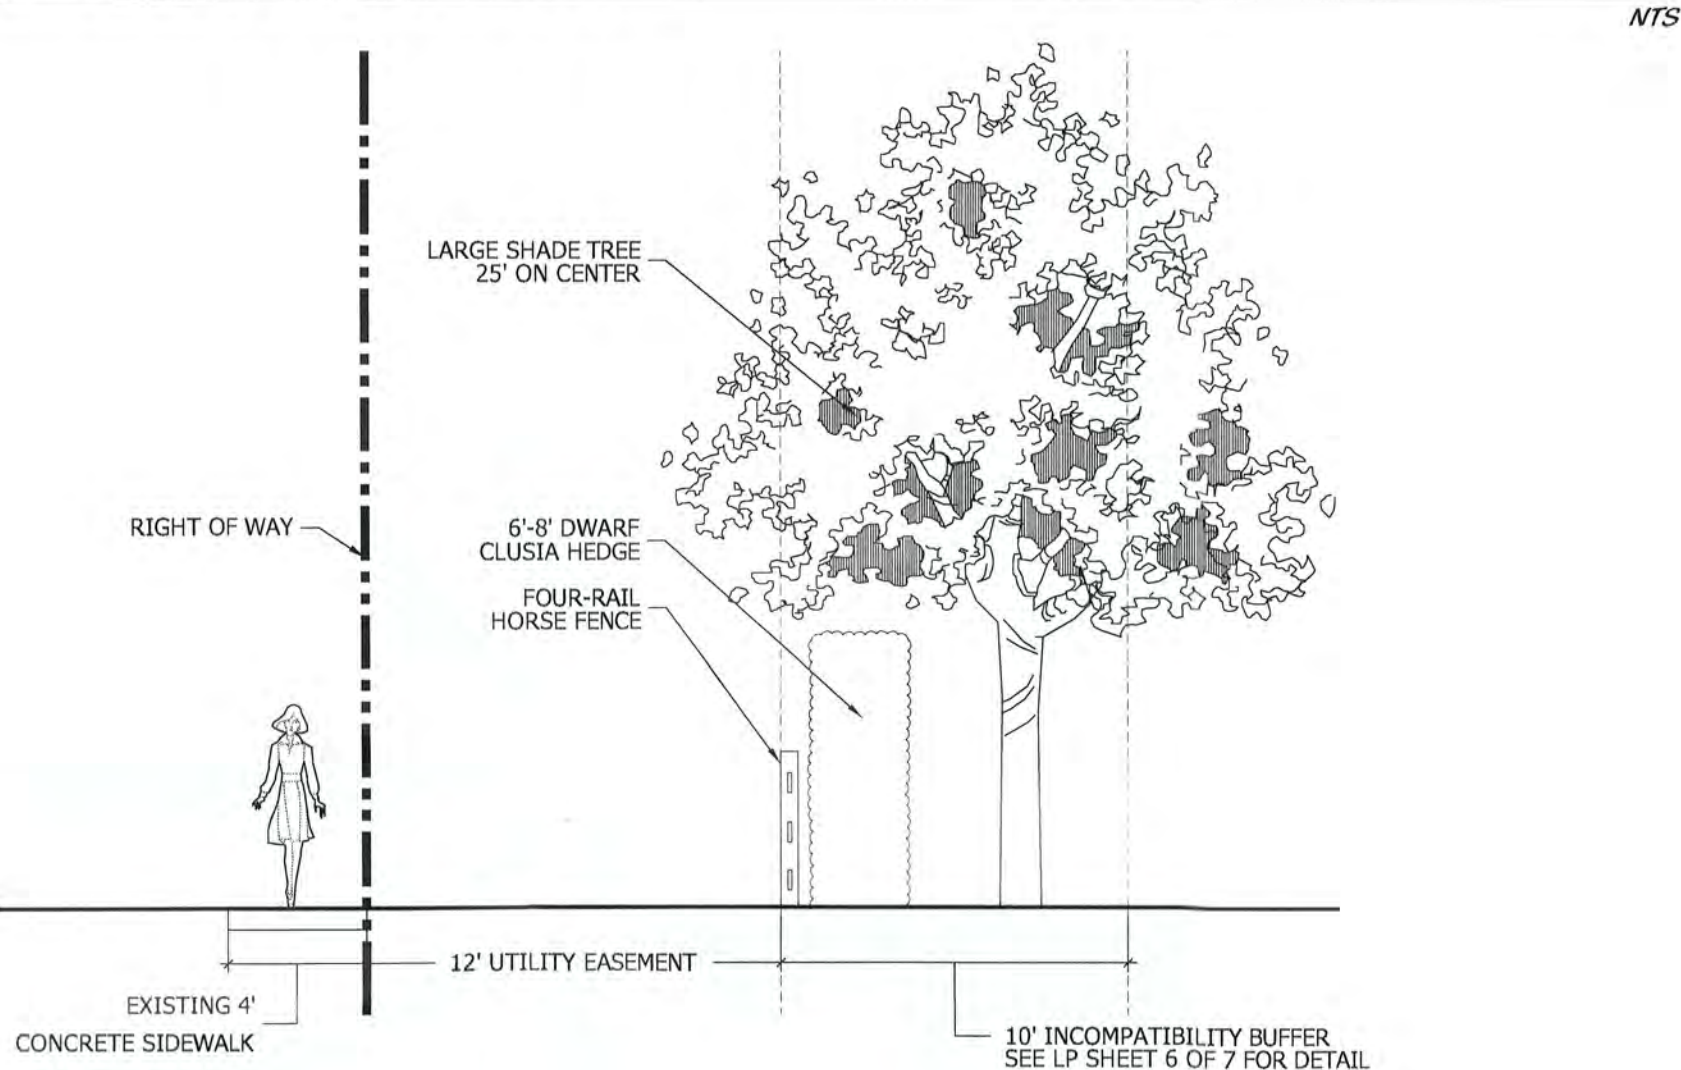 NTS
LARGE SHADE TREE
25' ON CENTER
RIGHT OF WAY
6'-8' DWARF
CLUSIA HEDGE
FOUR-RAIL
HORSE FENCE
12' UTILITY EASEMENT
EXISTING 4'
CONCRETE SIDEWALK
10' INCOMPATIBILITY BUFFER
SEE LP SHEET 6 OF 7 FOR DETAIL